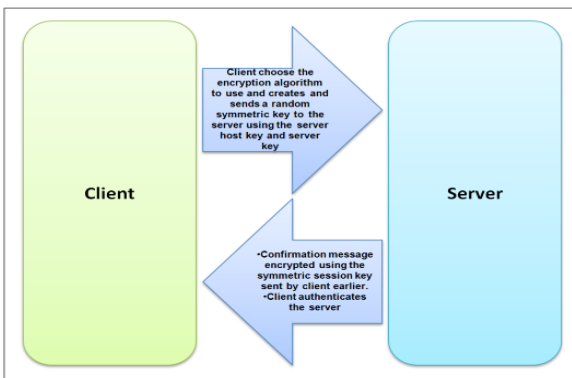 Client choose the
encryption algorithm
to use and creates and
sends a random
symmetric key to the
server using the server
host key and server
key
Client
Server
•Confirmation message
encrypted using the
symmetric session key
sent by client earlier.
•Client authenticates
the server